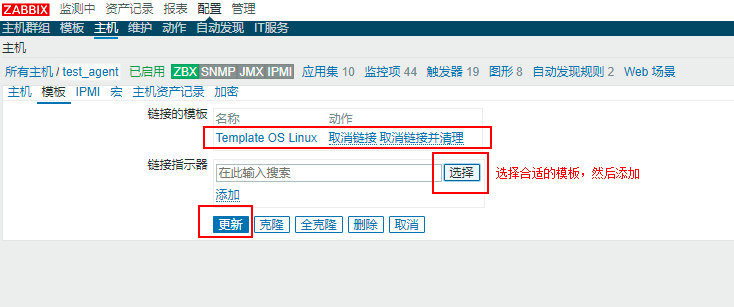 ZABBIX 监测中 资产记录 报表 配置 管理
主机群组 模板 主机 维护 动作 自动发现 IT服务
主机
所有主机 / test_agent 已启用 ZBX SNMP JMX IPMI 应用集 10 监控项 44 触发器 19 图形 8 自动发现规则 2 Web 场景
主机 模板 IPMI 宏 主机资产记录 加密
链接的模板 名称 动作
Template OS Linux 取消链接 取消链接并清理
链接指示器 在此输入搜索 选择 选择合适的模板，然后添加
添加
更新 克隆 全克隆 删除 取消